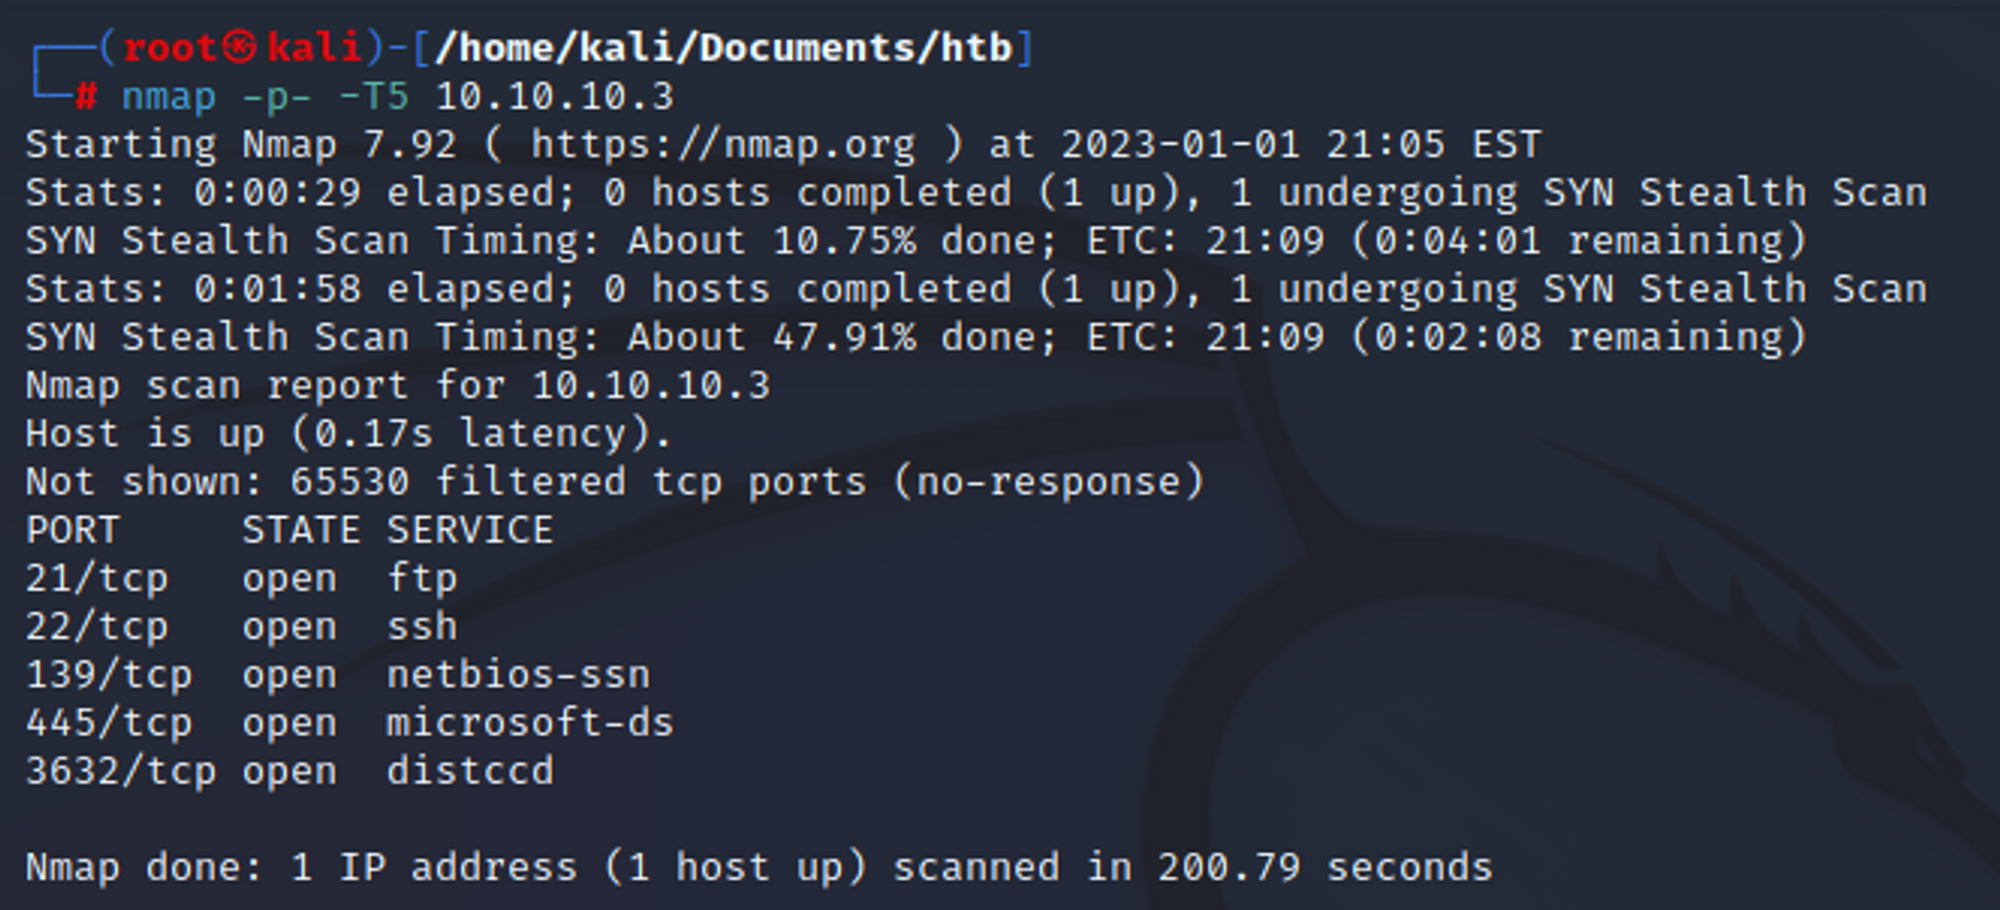 ┌──(root㉿kali)-[/home/kali/Documents/htb]
└─# nmap -p- -T5 10.10.10.3
Starting Nmap 7.92 ( https://nmap.org ) at 2023-01-01 21:05 EST
Stats: 0:00:29 elapsed; 0 hosts completed (1 up), 1 undergoing SYN Stealth Scan
SYN Stealth Scan Timing: About 10.75% done; ETC: 21:09 (0:04:01 remaining)
Stats: 0:01:58 elapsed; 0 hosts completed (1 up), 1 undergoing SYN Stealth Scan
SYN Stealth Scan Timing: About 47.91% done; ETC: 21:09 (0:02:08 remaining)
Nmap scan report for 10.10.10.3
Host is up (0.17s latency).
Not shown: 65530 filtered tcp ports (no-response)
PORT     STATE SERVICE
21/tcp   open  ftp
22/tcp   open  ssh
139/tcp  open  netbios-ssn
445/tcp  open  microsoft-ds
3632/tcp open  distccd
Nmap done: 1 IP address (1 host up) scanned in 200.79 seconds